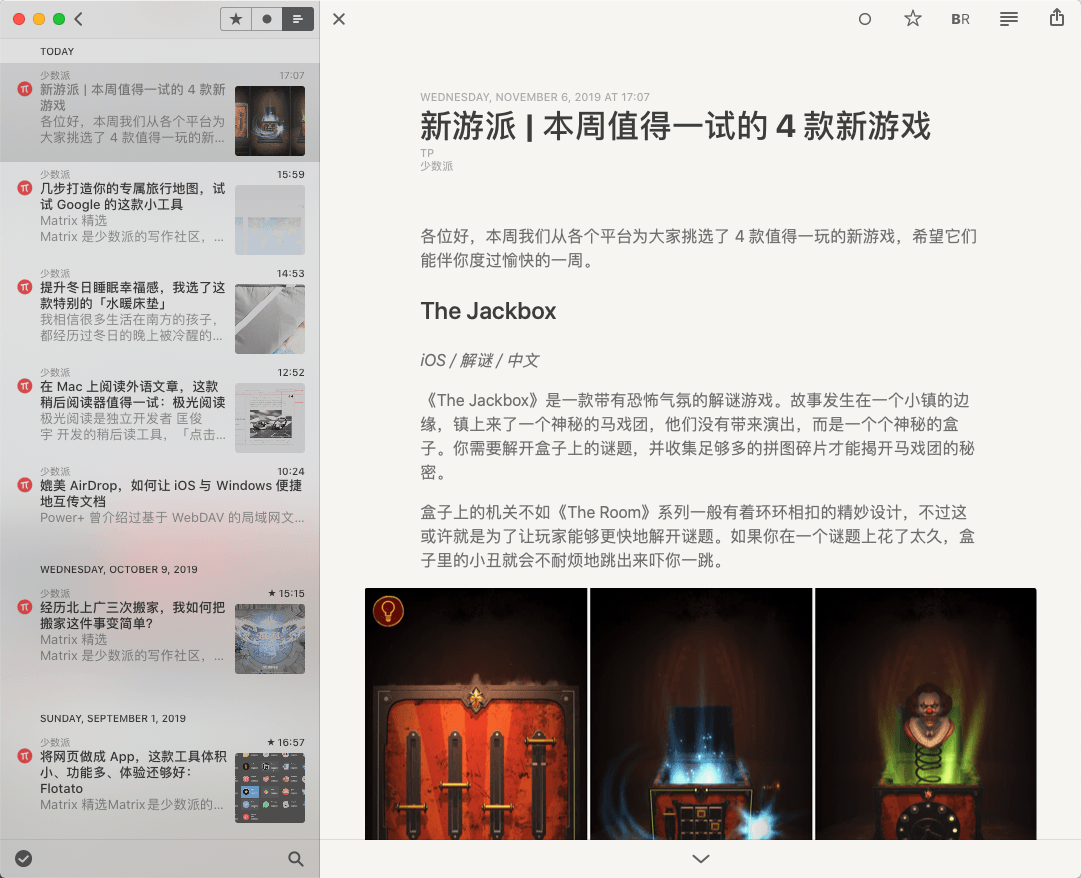 TODAY
少数派
17:07
新游派 | 本周值得一试的 4 款新
游戏
各位好，本周我们从各个平台为
大家挑选了 4 款值得一玩的新...
少数派
15:59
几步打造你的专属旅行地图，试
试 Google 的这款小工具
Matrix 精选
Matrix 是少数派的写作社区，...
少数派
14:53
提升冬日睡眠幸福感，我选了这
款特别的「水暖床垫」
我相信很多生活在南方的孩子，
都经历过冬日的晚上被冷醒的...
少数派
12:52
在 Mac 上阅读外语文章，这款
稍后阅读器值得一试：极光阅读
极光阅读是独立开发者 匡俊
宇 开发的稍后读工具，「点击...
少数派
10:24
媲美 AirDrop，如何让 iOS 与 Windows 便捷
地互传文档
Power+ 曾介绍过基于 WebDAV 的局域网文...
WEDNESDAY, OCTOBER 9, 2019
少数派
★ 15:15
经历北上广三次搬家，我如何把
搬家这件事变简单？
Matrix 精选
Matrix 是少数派的写作社区，...
SUNDAY, SEPTEMBER 1, 2019
少数派
★ 16:57
将网页做成 App，这款工具体积
小、功能多、体验还够好：
Flotato
Matrix 精选Matrix 是少数派的...
BR
WEDNESDAY, NOVEMBER 6, 2019 AT 17:07
新游派 | 本周值得一试的 4 款新游戏
TP
少数派
各位好，本周我们从各个平台为大家挑选了 4 款值得一玩的新游戏，希望它们
能伴你度过愉快的一周。
The Jackbox
iOS / 解谜 / 中文
《The Jackbox》是一款带有恐怖气氛的解谜游戏。故事发生在一个小镇的边
缘，镇上来了一个神秘的马戏团，他们没有带来演出，而是一个个神秘的盒
子。你需要解开盒子上的谜题，并收集足够多的拼图碎片才能揭开马戏团的秘
密。
盒子上的机关不如《The Room》系列一般有着环环相扣的精妙设计，不过这
或许就是为了让玩家能够更快地解开谜题。如果你在一个谜题上花了太久，盒
子里的小丑就会不耐烦地跳出来吓你一跳。